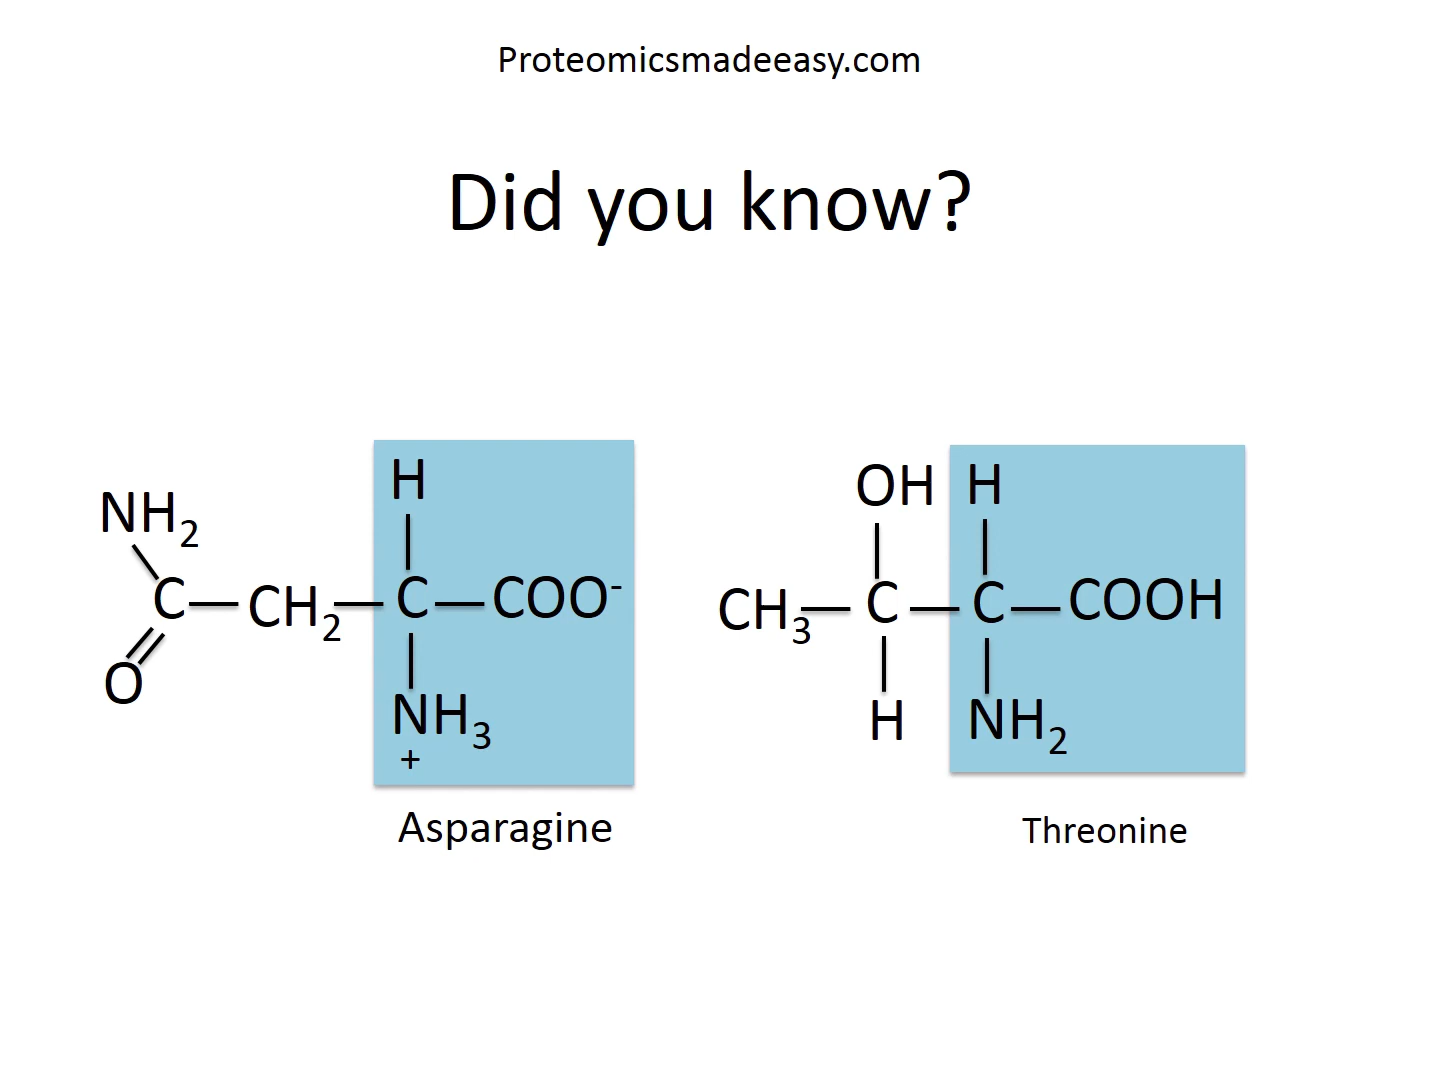 Proteomicsmadeeasy.com
Did you know?
NH2
C CH2 C COO-
O
H
NH3
+
Asparagine
OH H
CH3 C C COOH
H NH2
Threonine